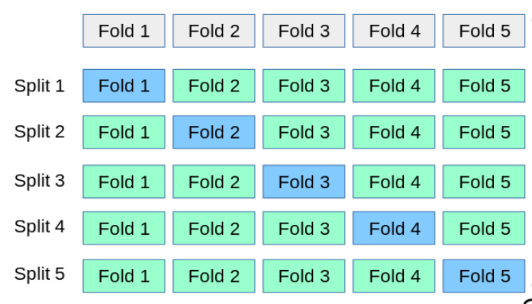 Fold 1 Fold 2 Fold 3 Fold 4 Fold 5
Split 1 Fold 1 Fold 2 Fold 3 Fold 4 Fold 5
Split 2 Fold 1 Fold 2 Fold 3 Fold 4 Fold 5
Split 3 Fold 1 Fold 2 Fold 3 Fold 4 Fold 5
Split 4 Fold 1 Fold 2 Fold 3 Fold 4 Fold 5
Split 5 Fold 1 Fold 2 Fold 3 Fold 4 Fold 5